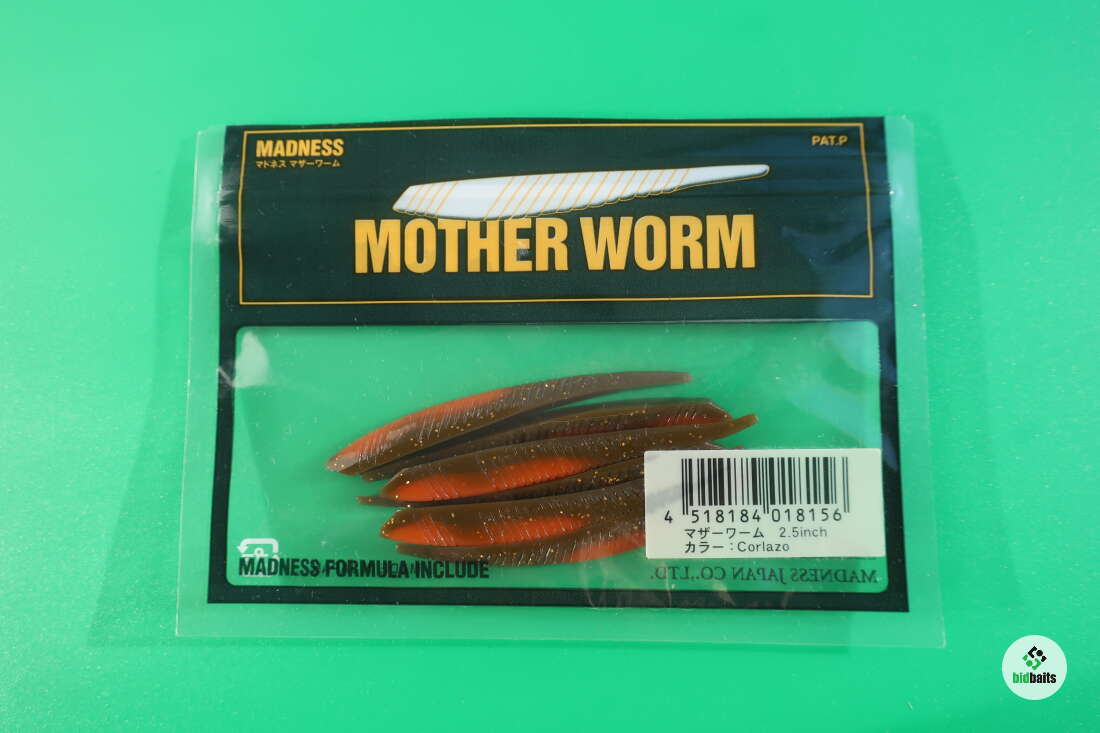 MADNESS
マドネス マザーワーム
PAT.P
MOTHER WORM
4 518184 018156
マザーワーム 2.5inch
カラー：Corlazo
MADNESS FORMULA INCLUDE
MADNESS JAPAN CO.,LTD.
bidbaits